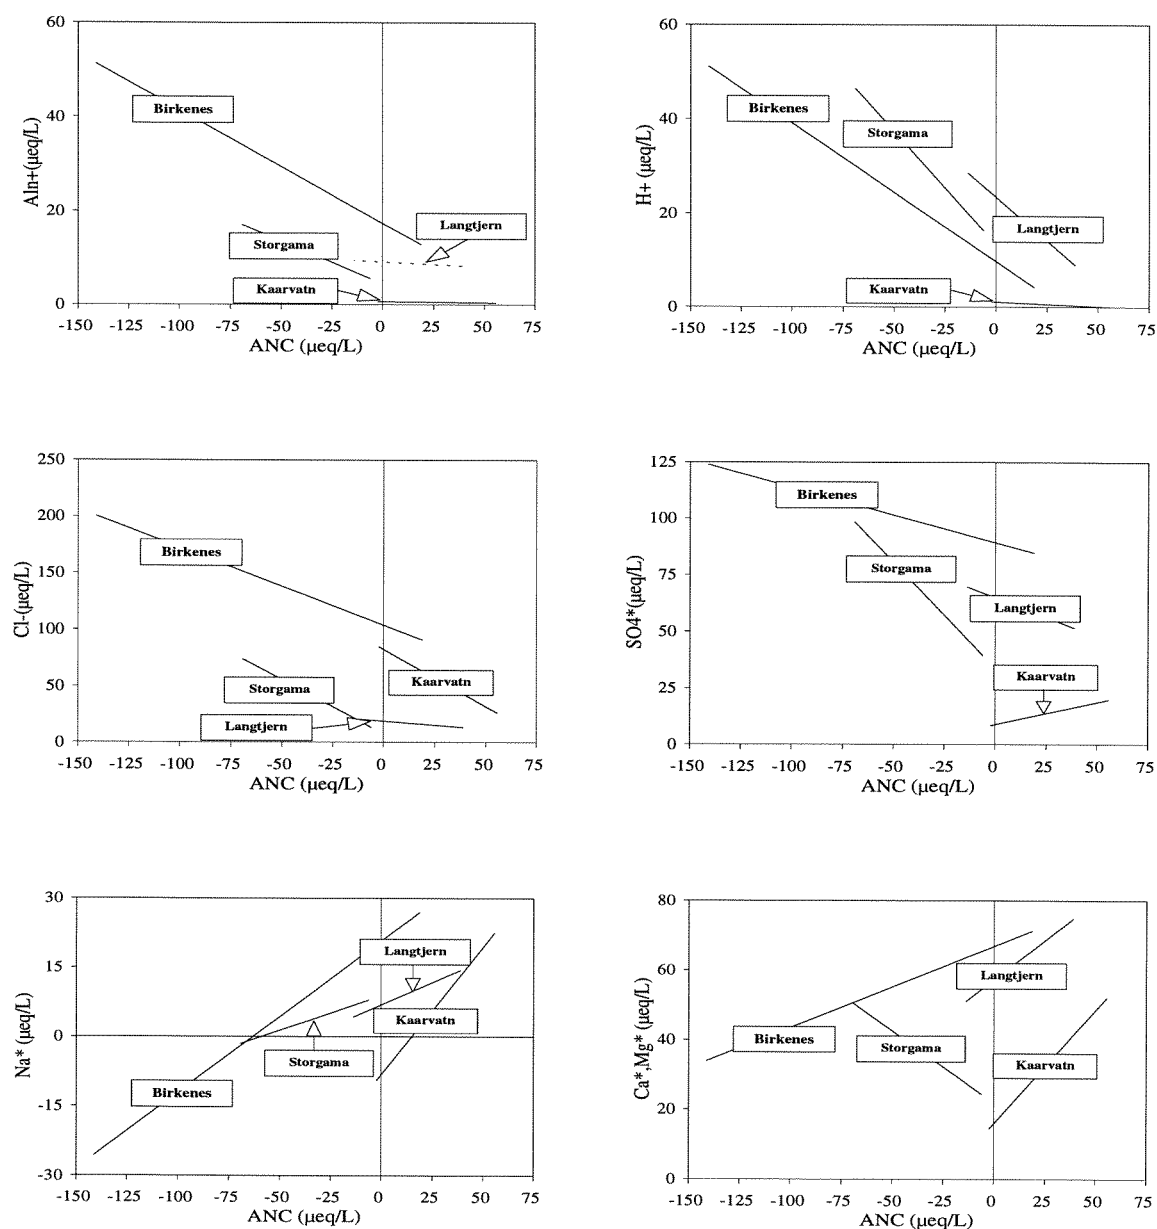 60
40
20
0
Aln+(µeq/L)
Birkenes
Storgama
Langtjern
Kaarvatn
-150 -125 -100 -75 -50 -25 0 25 50 75
ANC (µeq/L)
60
40
20
0
H+ (µeq/L)
Birkenes
Storgama
Langtjern
Kaarvatn
-150 -125 -100 -75 -50 -25 0 25 50 75
ANC (µeq/L)
250
200
150
100
50
0
Cl-(µeq/L)
Birkenes
Storgama
Kaarvatn
Langtjern
-150 -125 -100 -75 -50 -25 0 25 50 75
ANC (µeq/L)
125
100
75
50
25
0
SO4*(µeq/L)
Birkenes
Storgama
Langtjern
Kaarvatn
-150 -125 -100 -75 -50 -25 0 25 50 75
ANC (µeq/L)
30
15
0
-15
-30
Na* (µeq/L)
Langtjern
Kaarvatn
Storgama
Birkenes
-150 -125 -100 -75 -50 -25 0 25 50 75
ANC (µeq/L)
80
60
40
20
0
Ca*,Mg* (µeq/L)
Langtjern
Birkenes
Storgama
Kaarvatn
-150 -125 -100 -75 -50 -25 0 25 50 75
ANC (µeq/L)